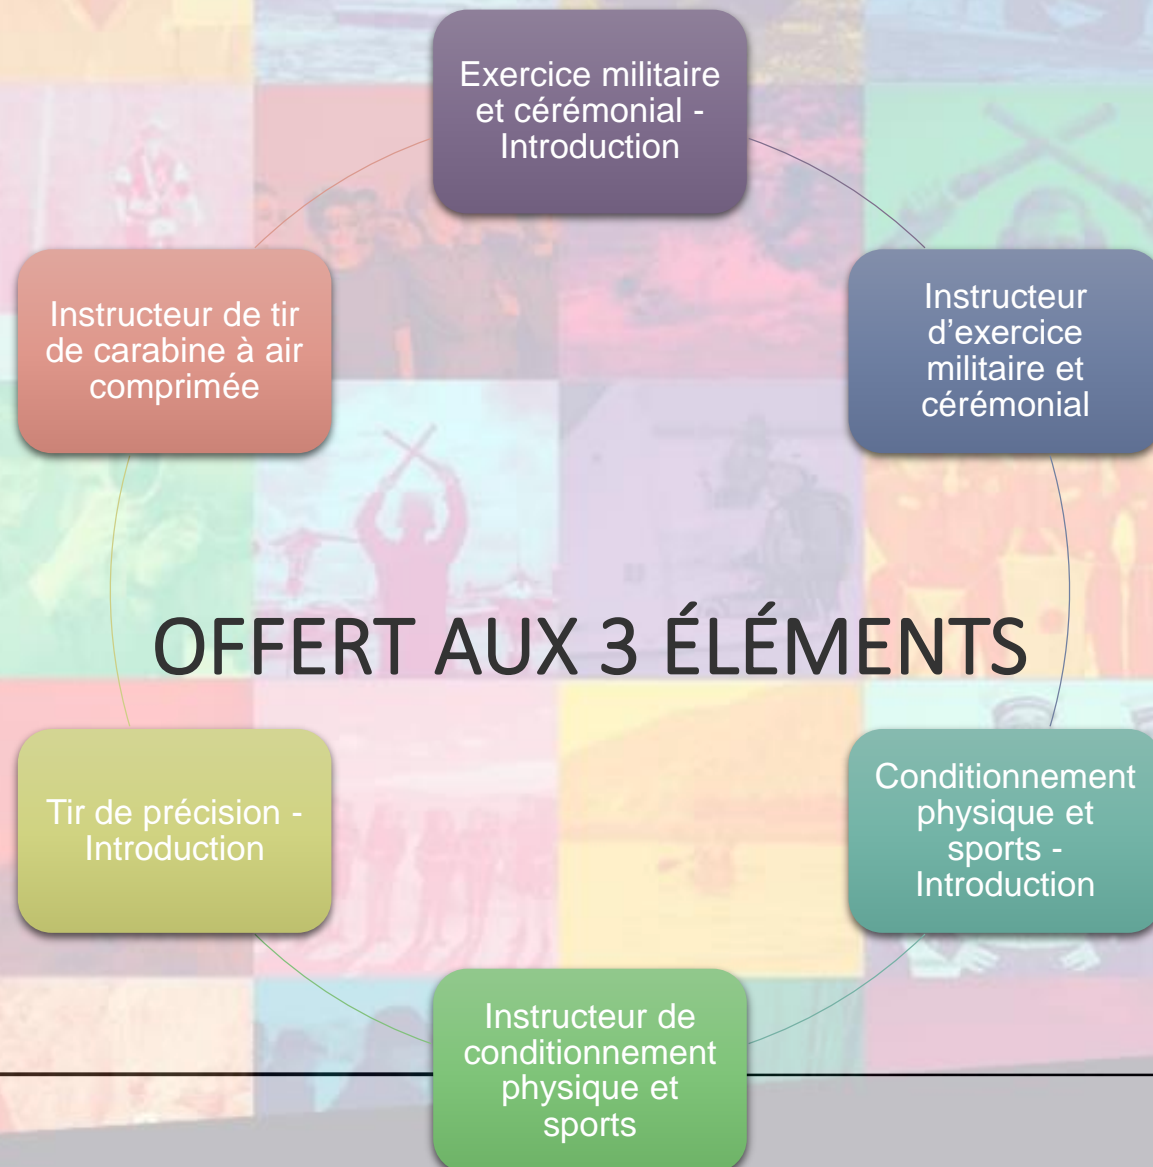 Exercice militaire
et cérémonial -
Introduction
Instructeur
d’exercice
militaire et
cérémonial
Conditionnement
physique et
sports -
Introduction
Instructeur de
conditionnement
physique et
sports
Tir de précision -
Introduction
Instructeur de tir
de carabine à air
comprimée
OFFERT AUX 3 ÉLÉMENTS